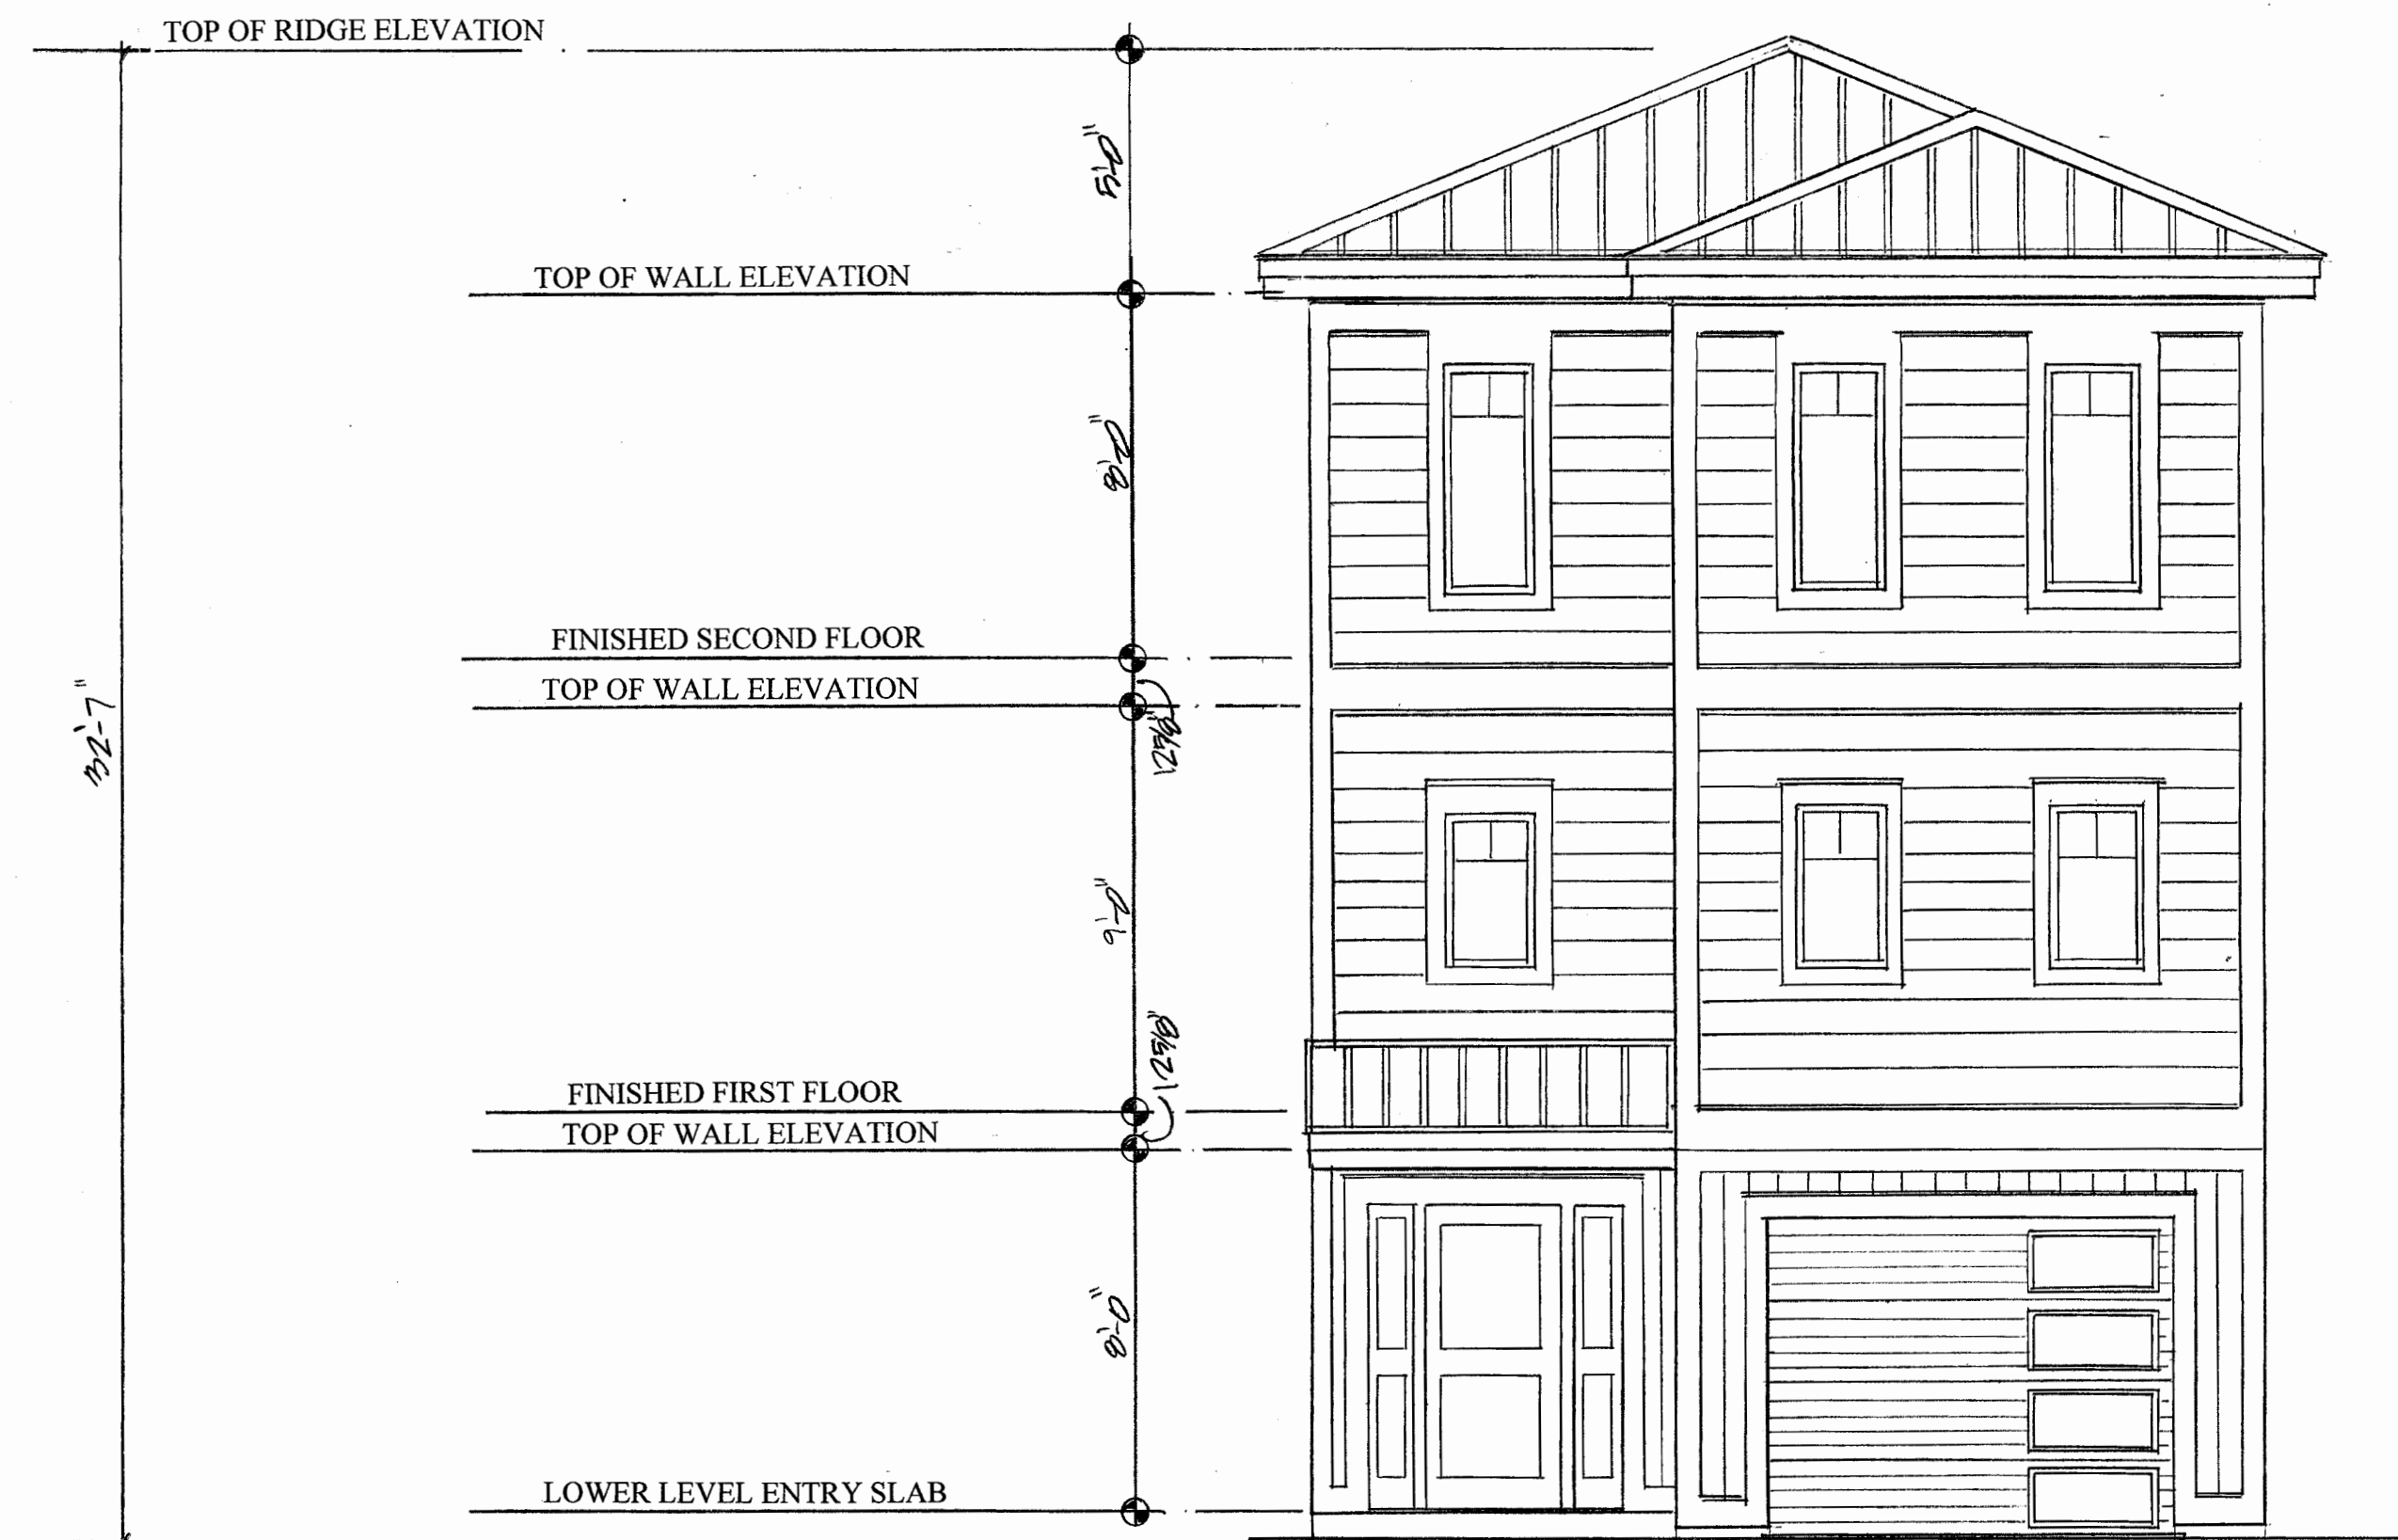 TOP OF RIDGE ELEVATION
5'-0"
TOP OF WALL ELEVATION
8'-0"
FINISHED SECOND FLOOR
TOP OF WALL ELEVATION
12 5/8"
32'-7"
9'-0"
12 5/8"
FINISHED FIRST FLOOR
TOP OF WALL ELEVATION
8'-0"
LOWER LEVEL ENTRY SLAB